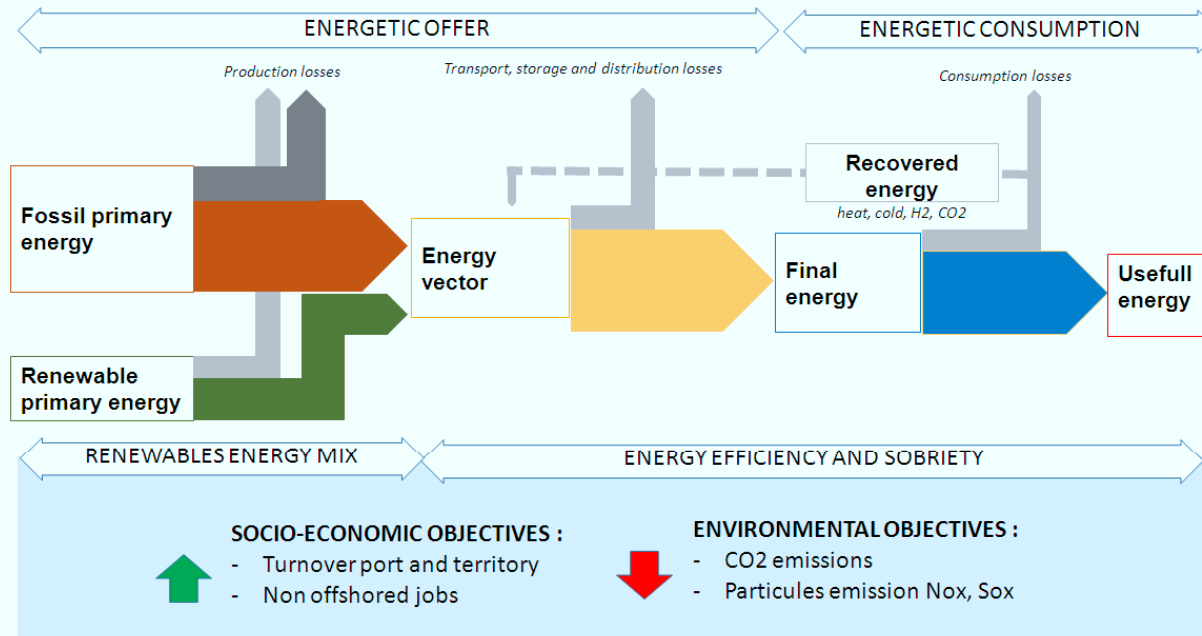 ENERGETIC OFFER
ENERGETIC CONSUMPTION
Production losses
Transport, storage and distribution losses
Consumption losses
Recovered
energy
heat, cold, H2, CO2
Fossil primary
energy
Energy
vector
Final
energy
Usefull
energy
Renewable
primary energy
RENEWABLES ENERGY MIX
ENERGY EFFICIENCY AND SOBRIETY
SOCIO-ECONOMIC OBJECTIVES :
- Turnover port and territory
- Non offshored jobs
ENVIRONMENTAL OBJECTIVES :
- CO2 emissions
- Particules emission Nox, Sox